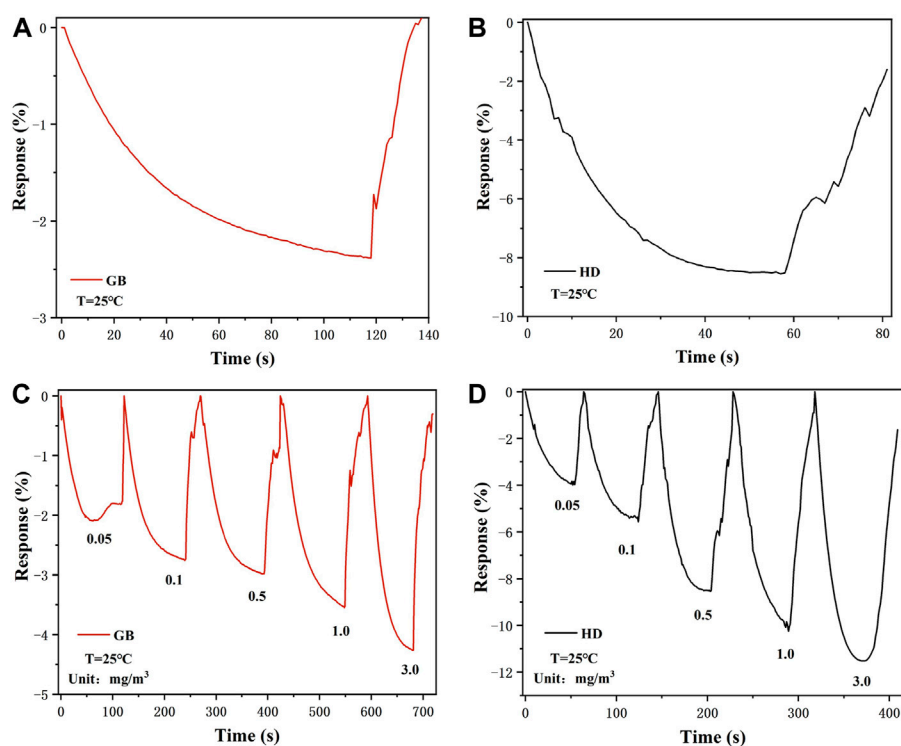 A
0
-1
-2
-3
Response (%)
GB
T=25℃
0 20 40 60 80 100 120 140
Time (s)
B
0
-2
-4
-6
-8
-10
Response (%)
HD
T=25℃
0 20 40 60 80
Time (s)
C
0
-1
-2
-3
-4
-5
Response (%)
0.05
0.1
0.5
1.0
3.0
GB
T=25℃
Unit: mg/m³
0 100 200 300 400 500 600 700
Time (s)
D
0
-2
-4
-6
-8
-10
-12
Response (%)
0.05
0.1
0.5
1.0
3.0
HD
T=25℃
Unit: mg/m³
0 100 200 300 400
Time (s)